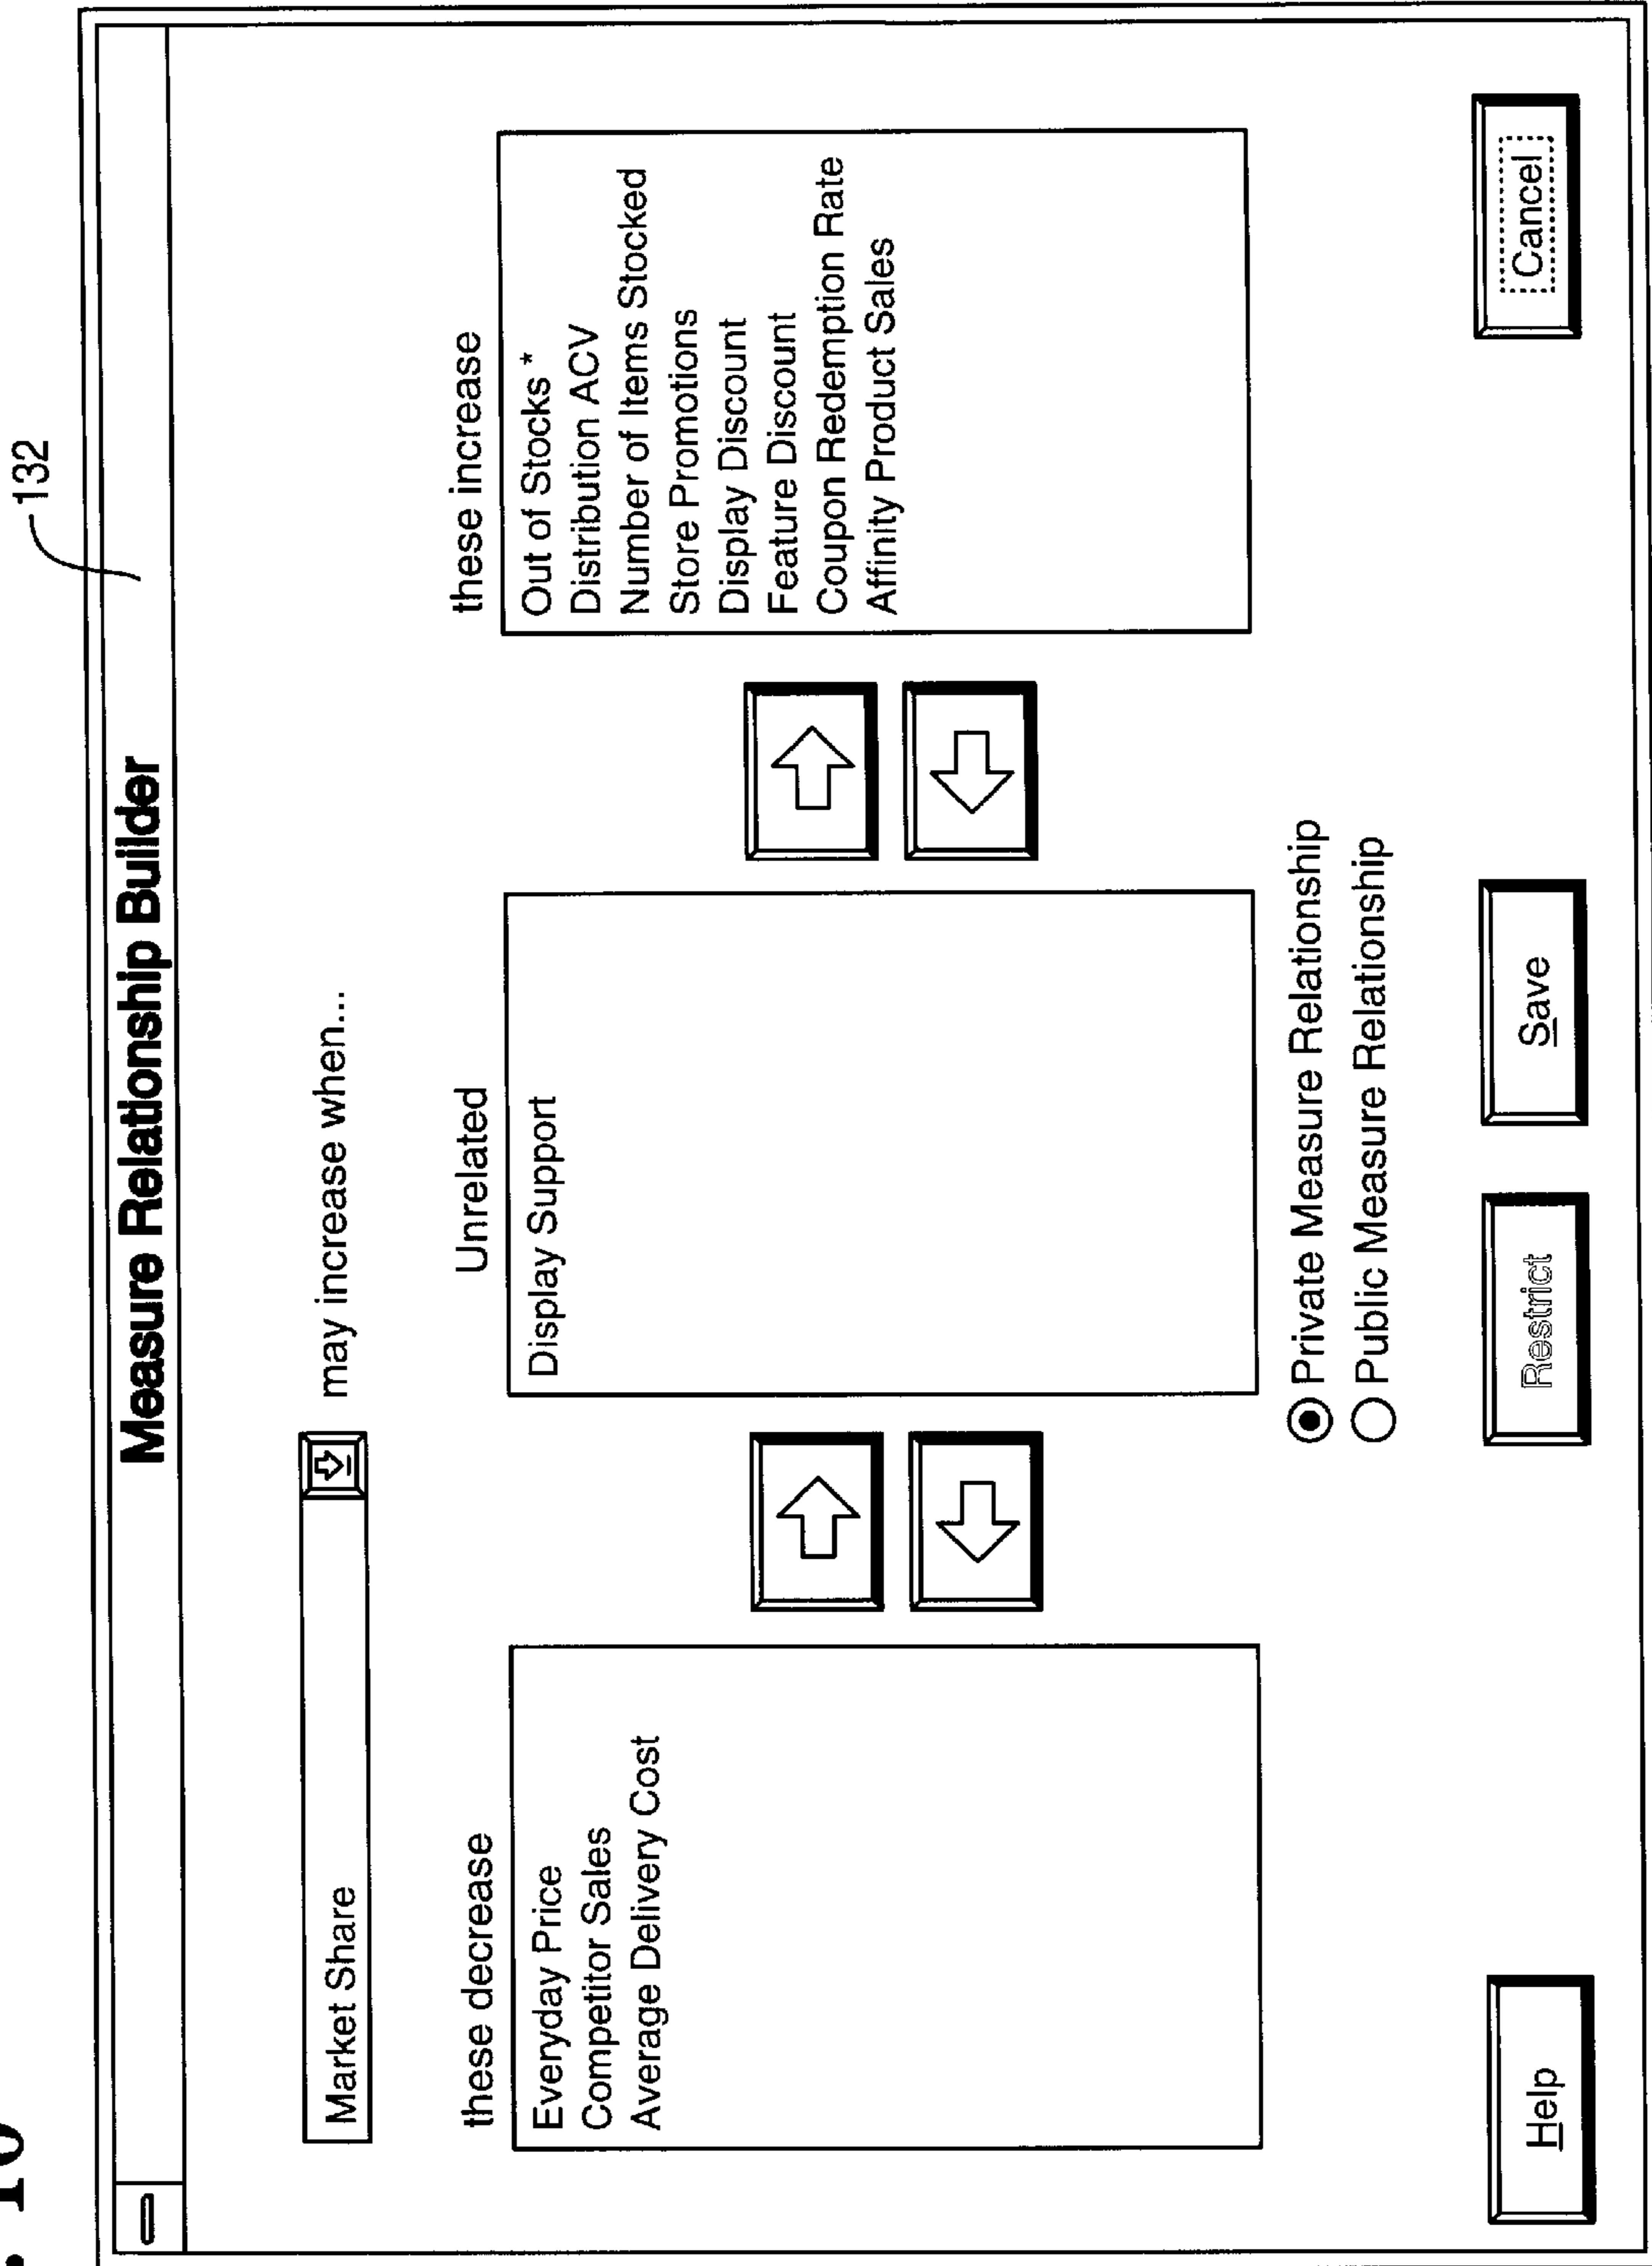 132
Measure Relationship Builder
Market Share
may increase when...
these decrease
Everyday Price
Competitor Sales
Average Delivery Cost
Unrelated
Display Support
these increase
Out of Stocks *
Distribution ACV
Number of Items Stocked
Store Promotions
Display Discount
Feature Discount
Coupon Redemption Rate
Affinity Product Sales
Private Measure Relationship
Public Measure Relationship
Help
Restrict
Save
Cancel